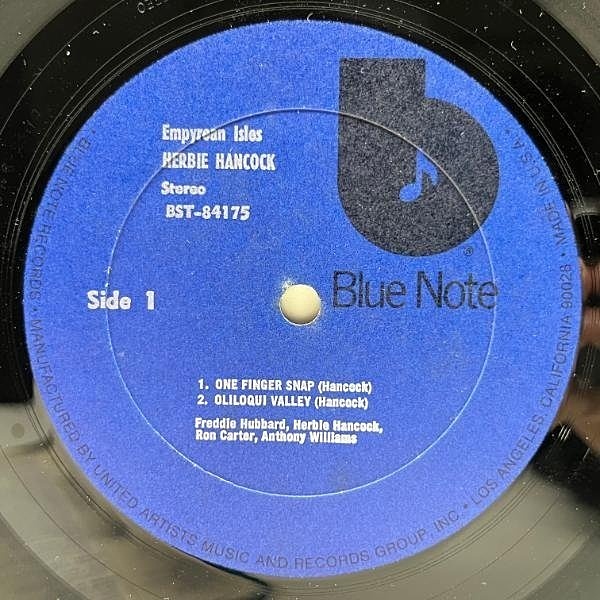 Empyrean Isles
HERBIE HANCOCK
Stereo
BST-84175
b
®
Blue Note
Side 1
1. ONE FINGER SNAP (Hancock)
2. OLILOQUI VALLEY (Hancock)
Freddie Hubbard, Herbie Hancock,
Ron Carter, Anthony Williams
• BLUE NOTE RECORDS • MANUFACTURED BY UNITED ARTISTS MUSIC AND RECORDS GROUP, INC • LOS ANGELES, CALIFORNIA 90028 • MADE IN U.S.A. •